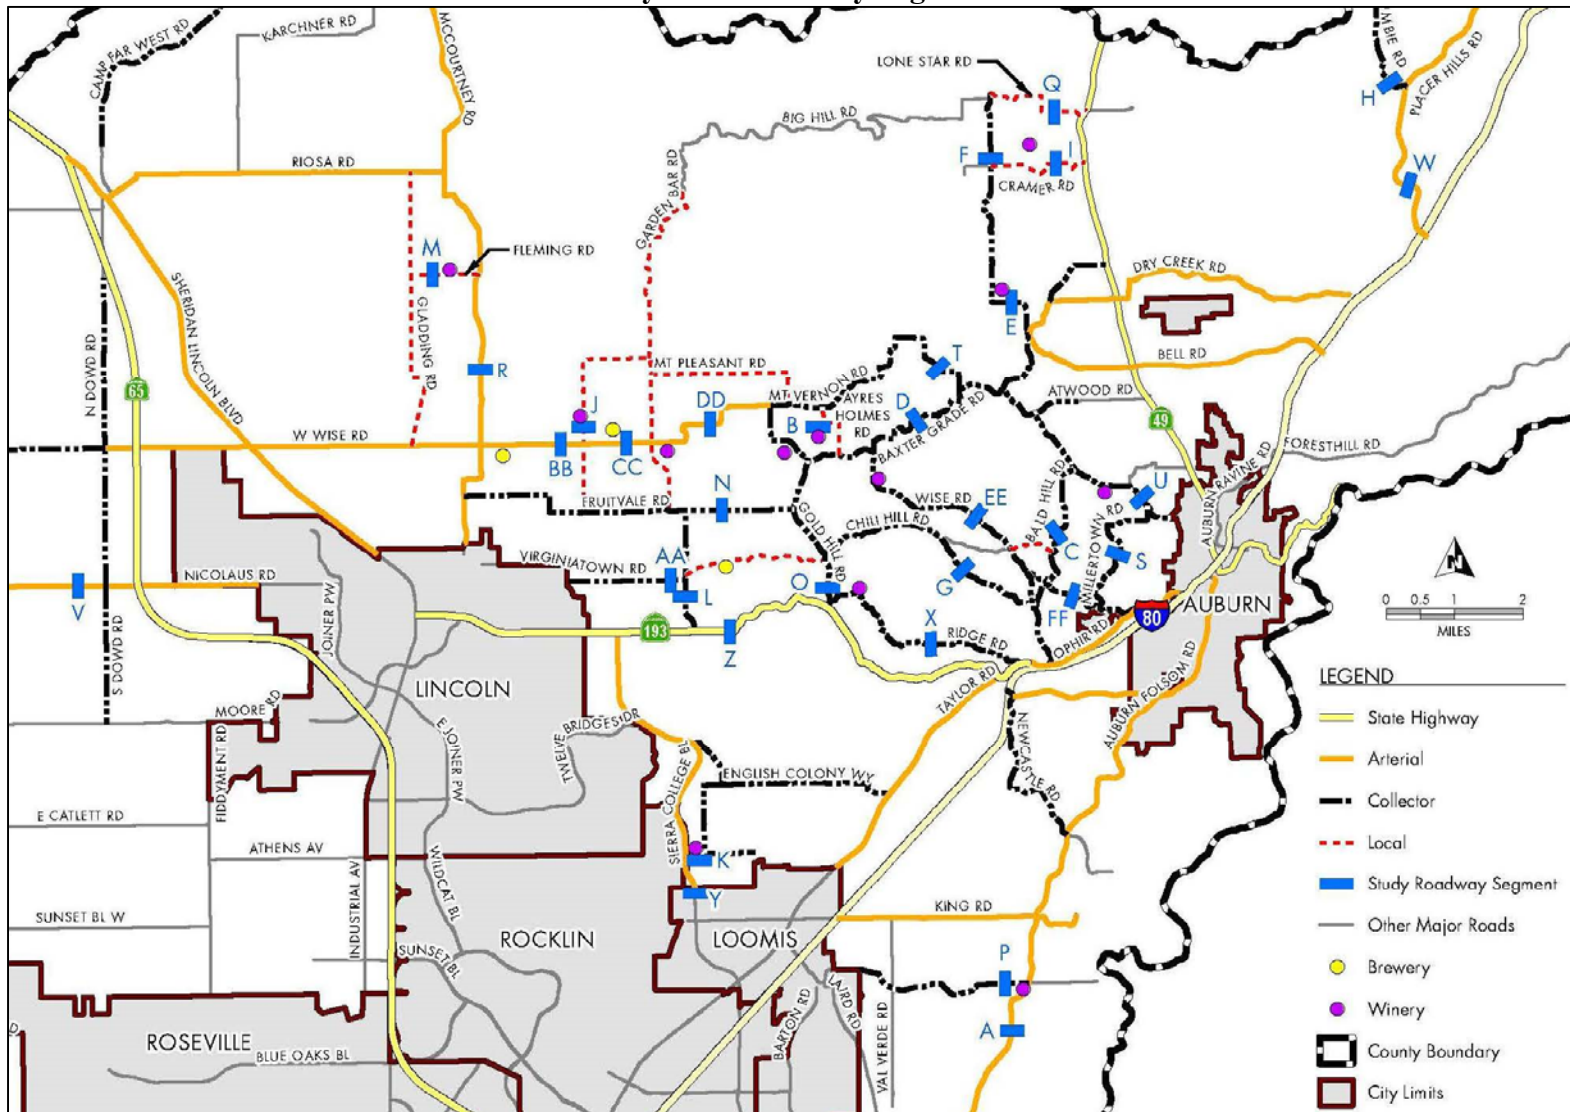 KARCHNER RD
CAMP FAR WEST RD
MCCOURTNEY RD
LONE STAR RD
Q
H
PLACER HILLS RD
BIG HILL RD
RIOSA RD
F
I
CRAMER RD
W
GARDEN BAR RD
M
FLEMING RD
DRY CREEK RD
SHERIDAN LINCOLN BLVD
GLADDING RD
N DOWD RD
E
BELL RD
65
R
MT PLEASANT RD
T
MT VERNON RD
ATWOOD RD
J
DD
AYRES
HOLMES
RD
D
B
BAXTER GRADE RD
49
W WISE RD
BB
CC
FORESTHILL RD
AUBURN RAVINE RD
FRUITVALE RD
N
WISE RD
EE
BALD HILL RD
U
GOLD HILL RD
CHILI HILL RD
C
MILLERTOWN RD
S
VIRGINIATOWN RD
AA
L
O
G
FF
NICOLAUS RD
V
JOINER PW
193
Z
X
RIDGE RD
OPHIR RD
80
AUBURN
0 0.5 1 2
MILES
S DOWD RD
LINCOLN
TAYLOR RD
AUBURN FOLSOM RD
MOORE RD
FIDDYMENT RD
E JOINER PW
TWELVE BRIDGES DR
NEWCASTLE RD
SIERRA COLLEGE BL
ENGLISH COLONY WY
E CATLETT RD
ATHENS AV
INDUSTRIAL AV
WILDCAT BL
K
Y
SUNSET BL W
SUNSET BL
ROCKLIN
LOOMIS
KING RD
P
A
LAIRD RD
BARTON RD
VAL VERDE RD
ROSEVILLE
BLUE OAKS BL
LEGEND
State Highway
Arterial
Collector
Local
Study Roadway Segment
Other Major Roads
Brewery
Winery
County Boundary
City Limits